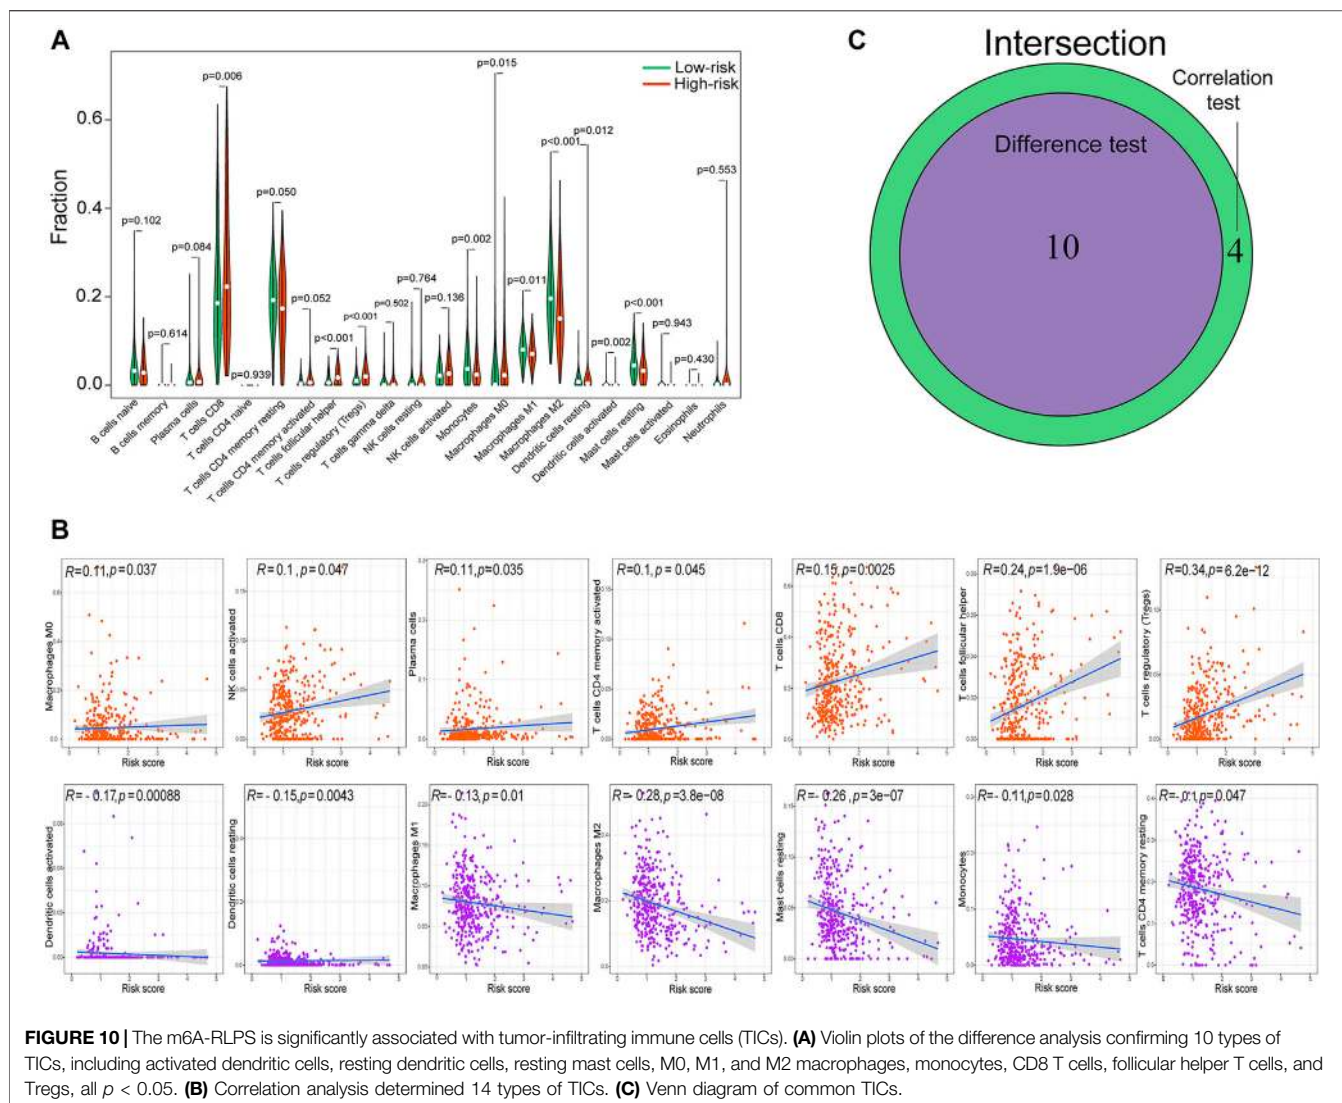 A
Fraction
0.6
0.4
0.2
0.0
Low-risk
High-risk
p=0.102
p=0.614
p=0.084
p=0.006
p=0.939
p=0.050
p=0.052
p<0.001
p<0.001
p=0.502
p=0.764
p=0.136
p=0.002
p=0.015
p=0.011
p<0.001
p=0.012
p=0.002
p<0.001
p=0.943
p=0.430
p=0.553
B cells naive
B cells memory
Plasma cells
T cells CD8
T cells CD4 naive
T cells CD4 memory resting
T cells CD4 memory activated
T cells follicular helper
T cells regulatory (Tregs)
T cells gamma delta
NK cells resting
NK cells activated
Monocytes
Macrophages M0
Macrophages M1
Macrophages M2
Dendritic cells resting
Dendritic cells activated
Mast cells resting
Mast cells activated
Eosinophils
Neutrophils
C
Intersection
Correlation
test
Difference test
10
4
B
R=0.11, p=0.037
Macrophages M0
Risk score
R=0.1, p=0.047
NK cells activated
Risk score
R=0.11, p=0.035
Plasma cells
Risk score
R=0.1, p=0.045
T cells CD4 memory activated
Risk score
R=0.15, p=0.0025
T cells CD8
Risk score
R=0.24, p=1.9e-06
T cells follicular helper
Risk score
R=0.34, p=6.2e-12
T cells regulatory (Tregs)
Risk score
R=- 0.17, p=0.00088
Dendritic cells activated
Risk score
R=- 0.15, p=0.0043
Dendritic cells resting
Risk score
R=- 0.13, p=0.01
Macrophages M1
Risk score
R=- 0.28, p=3.8e-08
Macrophages M2
Risk score
R=- 0.26, p=3e-07
Mast cells resting
Risk score
R=- 0.11, p=0.028
Monocytes
Risk score
R=- 0.1, p=0.047
T cells CD4 memory resting
Risk score
FIGURE 10 | The m6A-RLPS is significantly associated with tumor-infiltrating immune cells (TICs). (A) Violin plots of the difference analysis confirming 10 types of
TICs, including activated dendritic cells, resting dendritic cells, resting mast cells, M0, M1, and M2 macrophages, monocytes, CD8 T cells, follicular helper T cells, and
Tregs, all p < 0.05. (B) Correlation analysis determined 14 types of TICs. (C) Venn diagram of common TICs.